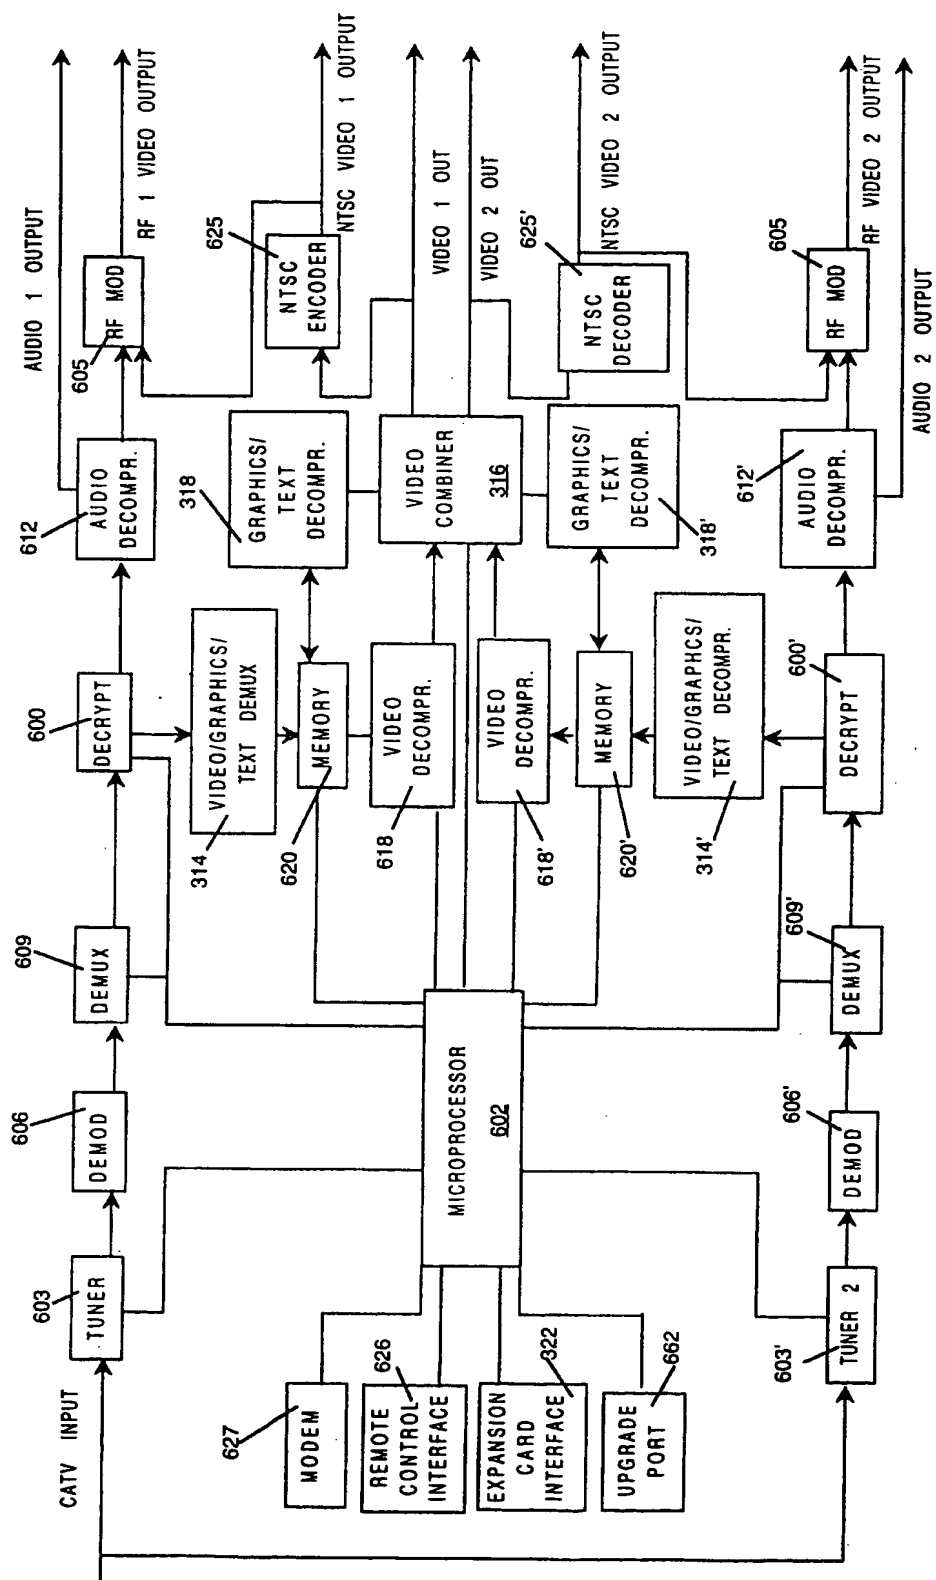 CATV INPUT
603
TUNER
606
DEMOD
609
DEMUX
600
DECRYPT
612
AUDIO
DECOMPR.
605
RF MOD
AUDIO 1 OUTPUT
RF 1 VIDEO OUTPUT
314
VIDEO/GRAPHICS/
TEXT DEMUX
318
GRAPHICS/
TEXT
DECOMPR.
625
NTSC
ENCODER
NTSC VIDEO 1 OUTPUT
627
MODEM
620
MEMORY
626
REMOTE
CONTROL
INTERFACE
618
VIDEO
DECOMPR.
MICROPROCESSOR
602
VIDEO
COMBINER
316
VIDEO 1 OUT
VIDEO 2 OUT
322
EXPANSION
CARD
INTERFACE
618'
VIDEO
DECOMPR.
662
UPGRADE
PORT
620'
MEMORY
318'
GRAPHICS/
TEXT
DECOMPR.
625'
NTSC
DECODER
NTSC VIDEO 2 OUTPUT
314'
VIDEO/GRAPHCS/
TEXT DECOMPR.
603'
TUNER 2
606'
DEMOD
609'
DEMUX
600'
DECRYPT
612'
AUDIO
DECOMPR.
605
RF MOD
RF VIDEO 2 OUTPUT
AUDIO 2 OUTPUT